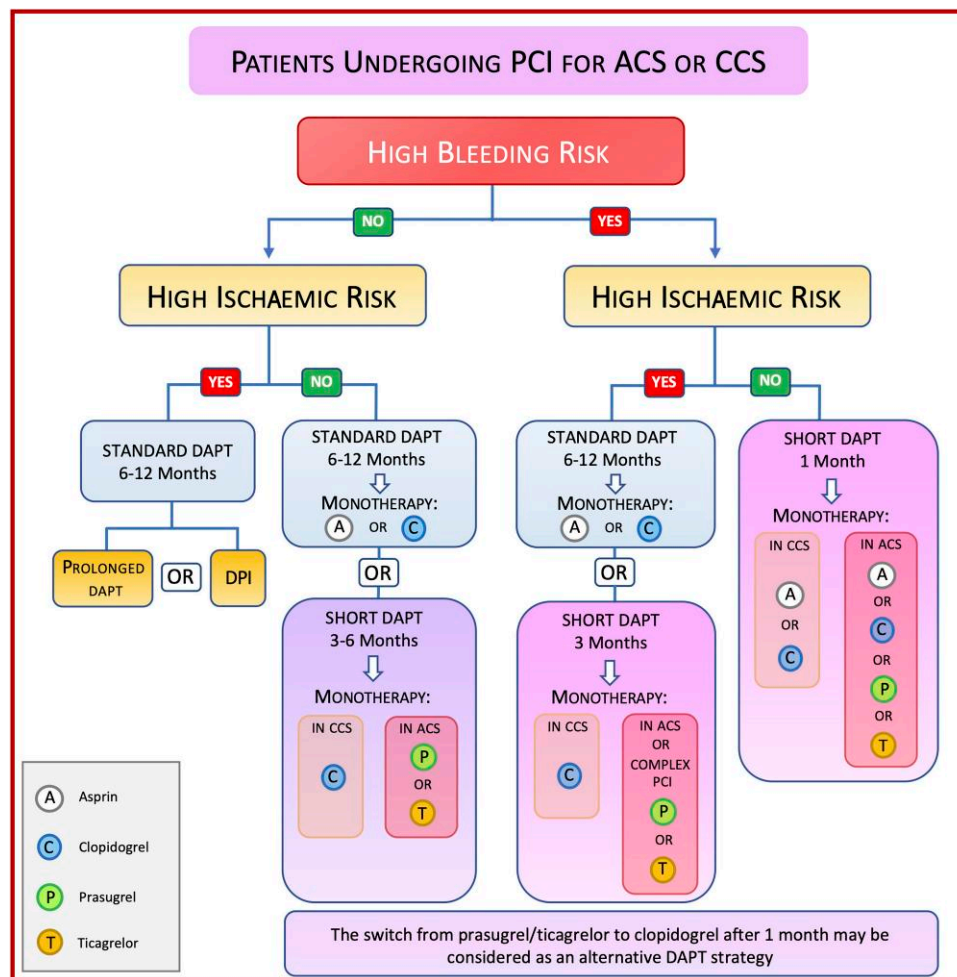 PATIENTS UNDERGOING PCI FOR ACS OR CCS
HIGH BLEEDING RISK
NO
YES
HIGH ISCHAEMIC RISK
YES
NO
STANDARD DAPT
6-12 Months
PROLONGED
DAPT
OR
DPI
STANDARD DAPT
6-12 Months
MONOTHERAPY:
A OR C
OR
SHORT DAPT
3-6 Months
MONOTHERAPY:
IN CCS
C
IN ACS
P
OR
T
HIGH ISCHAEMIC RISK
YES
NO
STANDARD DAPT
6-12 Months
MONOTHERAPY:
A OR C
OR
SHORT DAPT
3 Months
MONOTHERAPY:
IN CCS
C
IN ACS
OR
COMPLEX
PCI
P
OR
T
SHORT DAPT
1 Month
MONOTHERAPY:
IN CCS
A
OR
C
IN ACS
A
OR
C
OR
P
OR
T
A Asprin
C Clopidogrel
P Prasugrel
T Ticagrelor
The switch from prasugrel/ticagrelor to clopidogrel after 1 month may be
considered as an alternative DAPT strategy